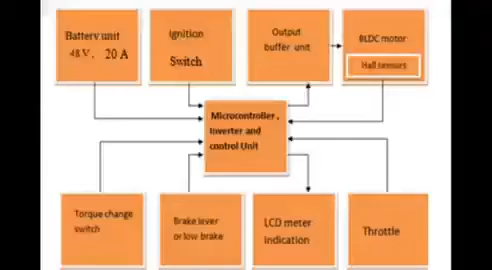 Battery unit
48 V, 20 A
Ignition
Switch
Output
buffer unit
BLDC motor
Hall sensors
Microcontroller,
Inverter and
control Unit
Torque change
switch
Brake lever
or low brake
LCD meter
indication
Throttle